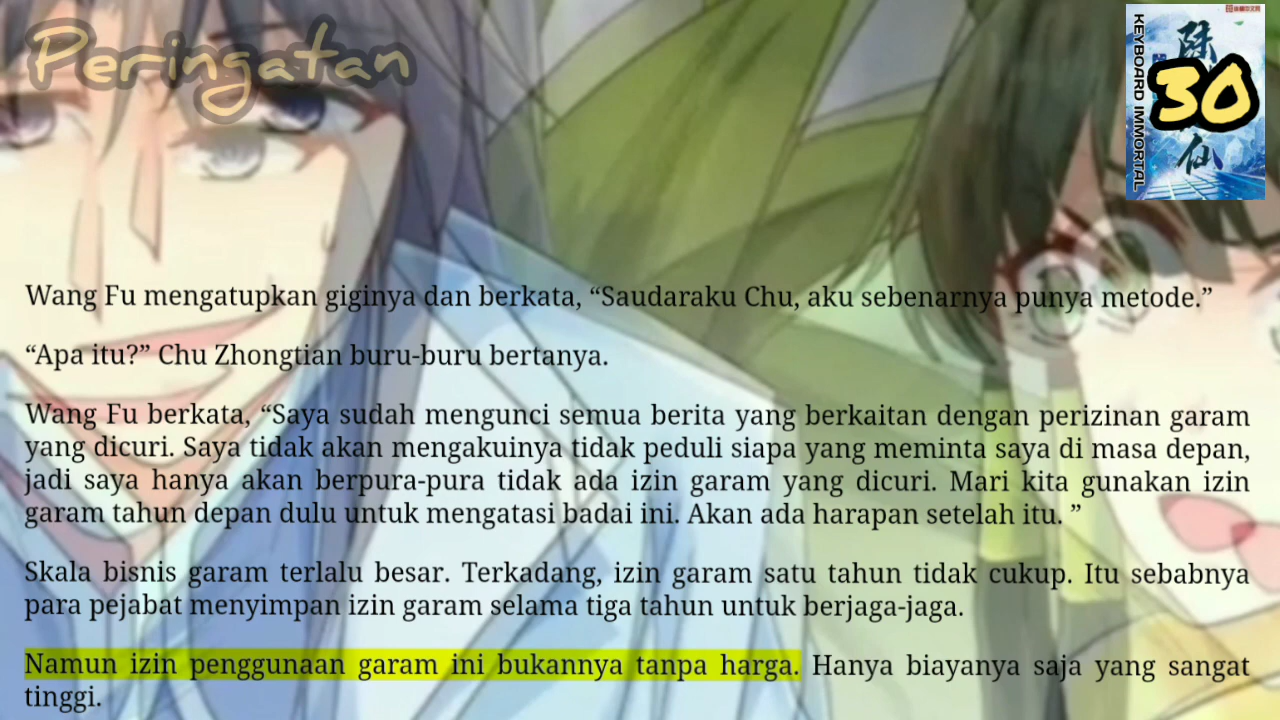 Peringatan
KEYBOARD IMMORTAL
30
仙
Wang Fu mengatupkan giginya dan berkata, “Saudaraku Chu, aku sebenarnya punya metode.”
“Apa itu?” Chu Zhongtian buru-buru bertanya.
Wang Fu berkata, “Saya sudah mengunci semua berita yang berkaitan dengan perizinan garam
yang dicuri. Saya tidak akan mengakuinya tidak peduli siapa yang meminta saya di masa depan,
jadi saya hanya akan berpura-pura tidak ada izin garam yang dicuri. Mari kita gunakan izin
garam tahun depan dulu untuk mengatasi badai ini. Akan ada harapan setelah itu. ”
Skala bisnis garam terlalu besar. Terkadang, izin garam satu tahun tidak cukup. Itu sebabnya
para pejabat menyimpan izin garam selama tiga tahun untuk berjaga-jaga.
Namun izin penggunaan garam ini bukannya tanpa harga. Hanya biayanya saja yang sangat
tinggi.